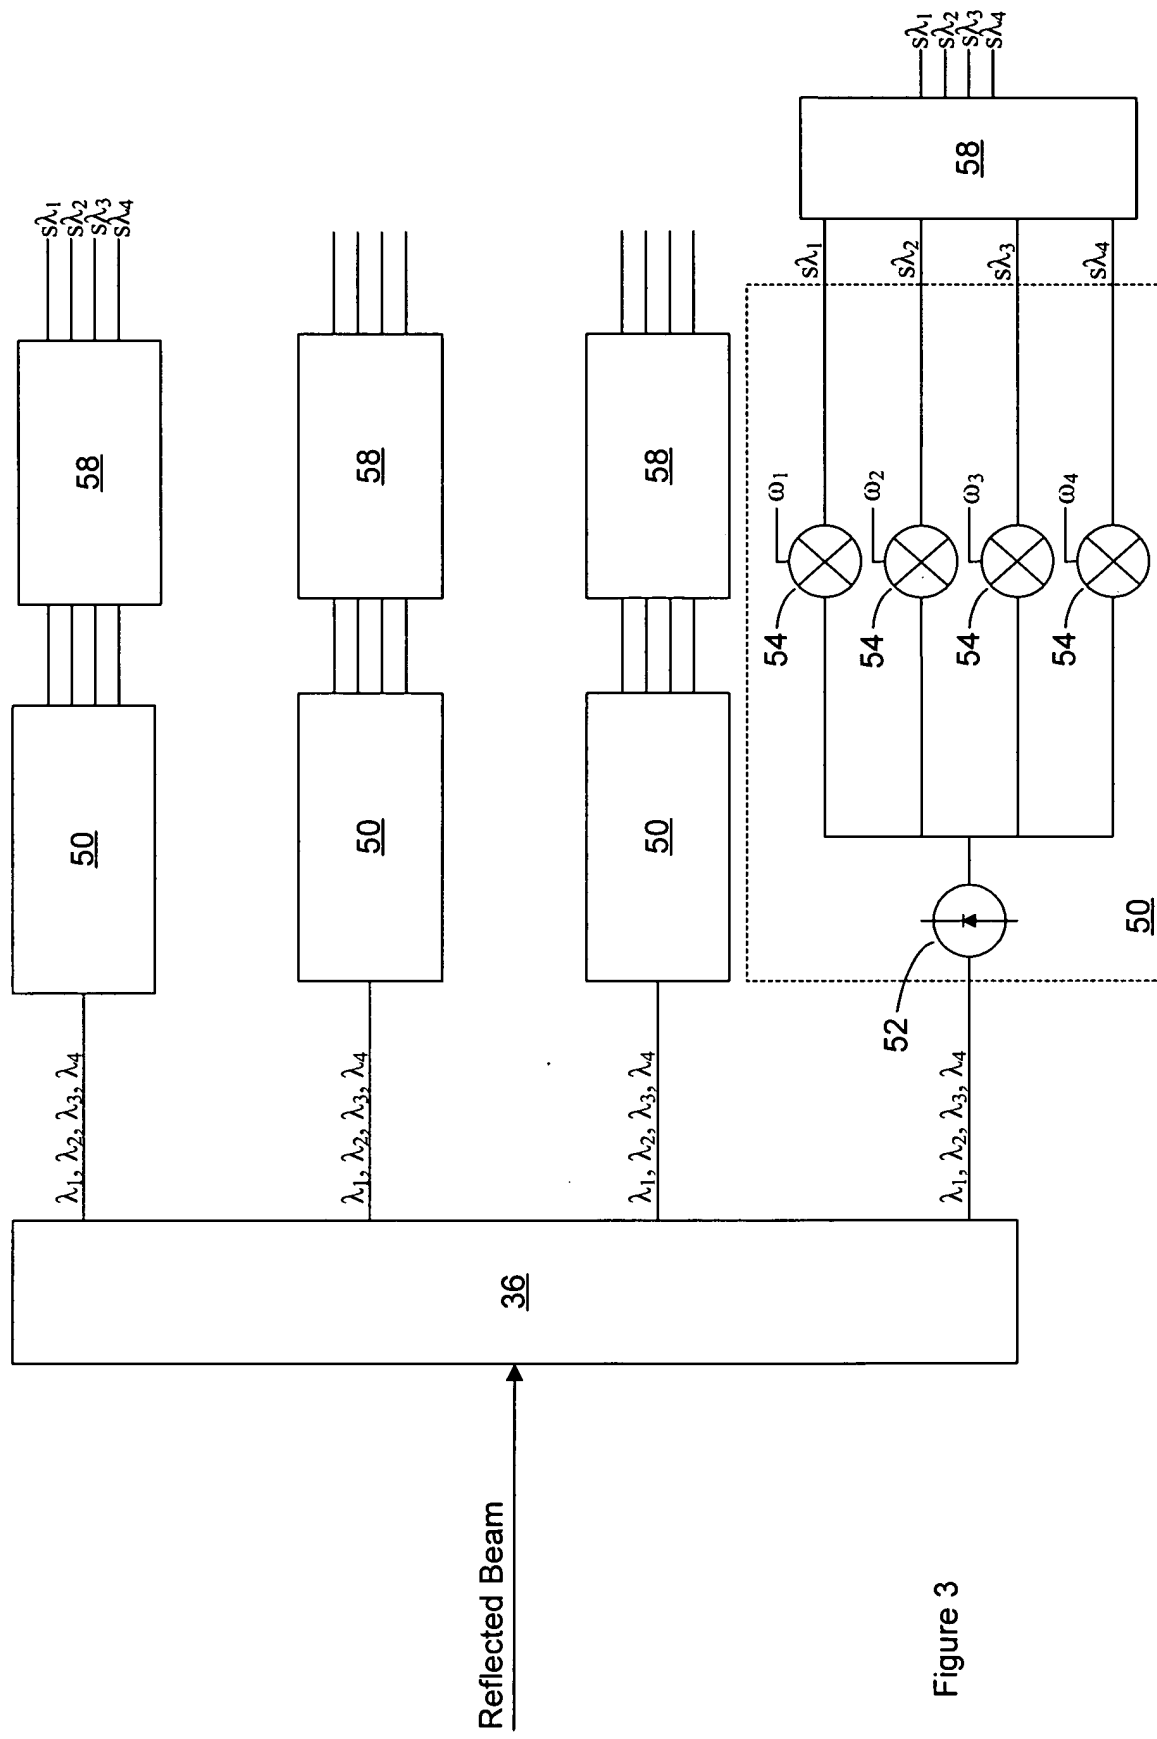 Figure 3
Reflected Beam
36
λ1, λ2, λ3, λ4
50
58
sλ1
sλ2
sλ3
sλ4
λ1, λ2, λ3, λ4
50
58
λ1, λ2, λ3, λ4
50
58
λ1, λ2, λ3, λ4
52
50
54
ω1
sλ1
54
ω2
sλ2
54
ω3
sλ3
54
ω4
sλ4
58
sλ1
sλ2
sλ3
sλ4